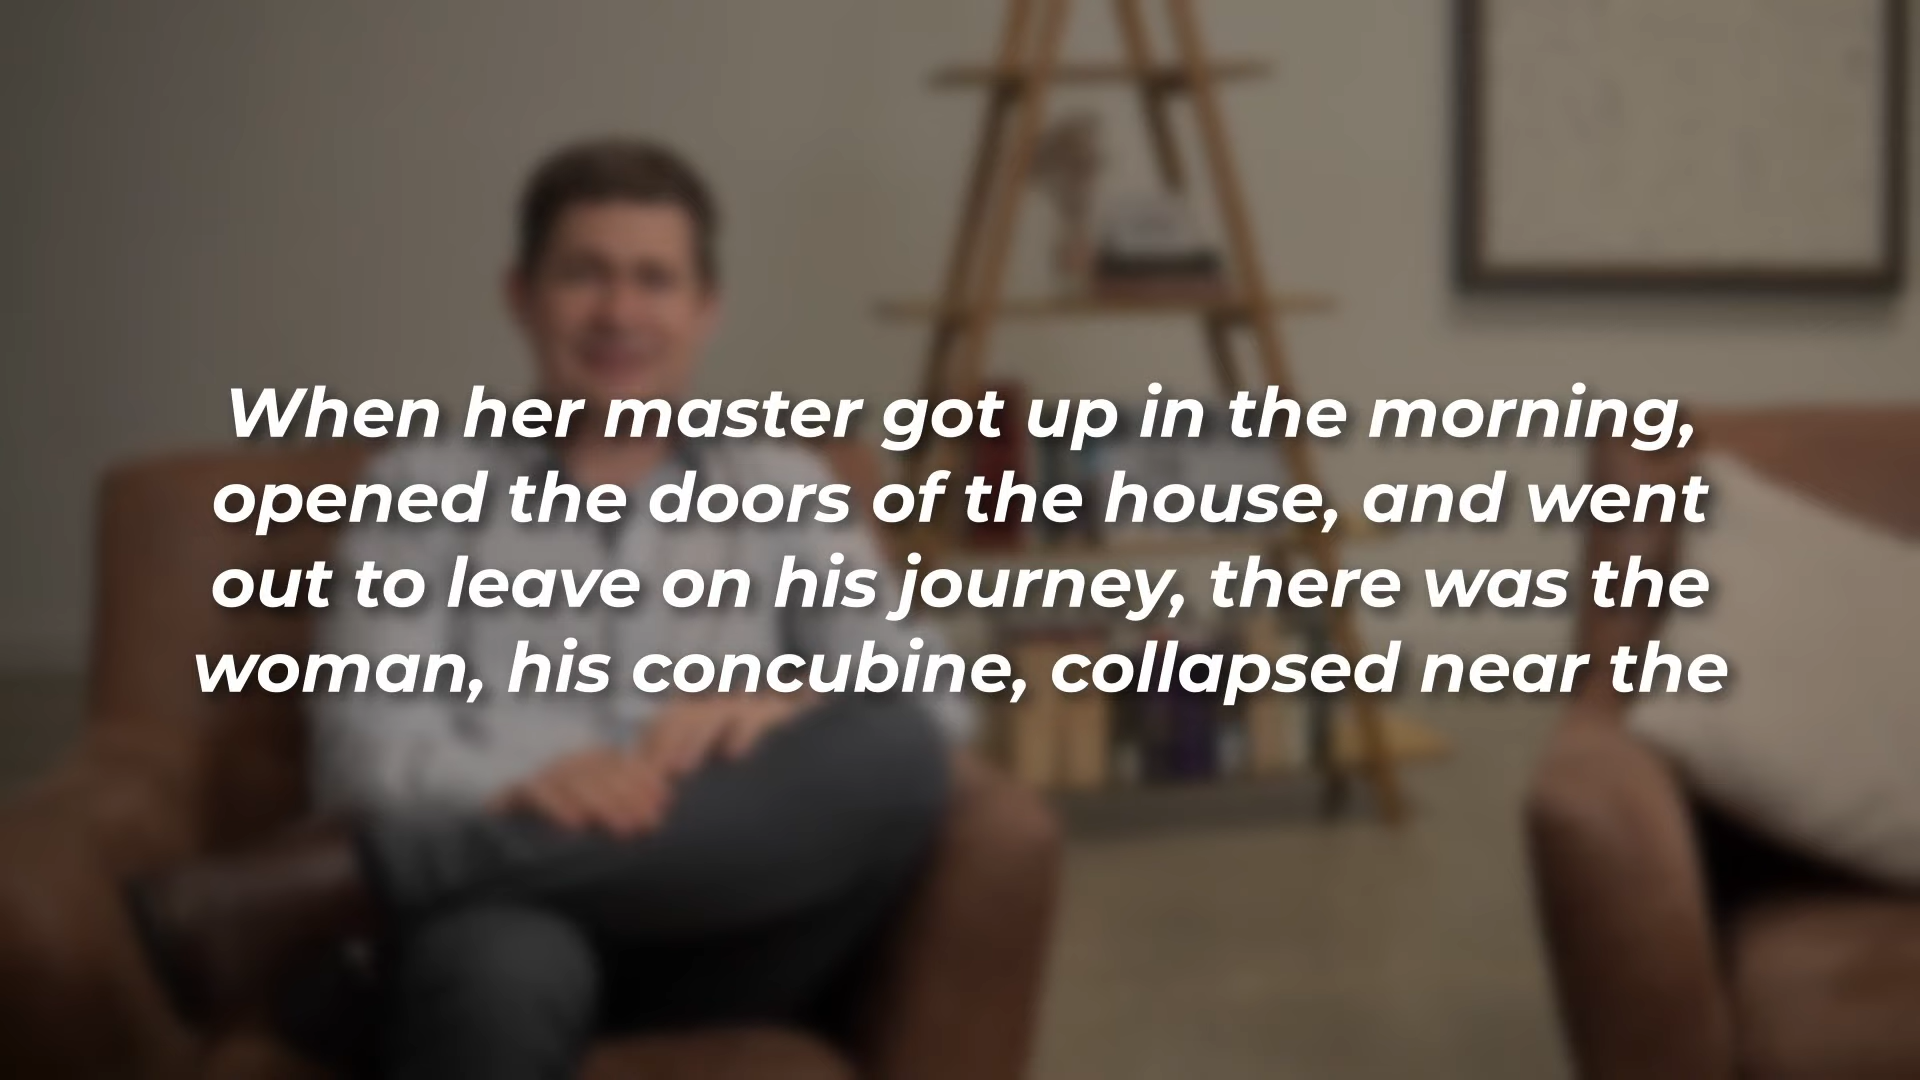 When her master got up in the morning,
opened the doors of the house, and went
out to leave on his journey, there was the
woman, his concubine, collapsed near the